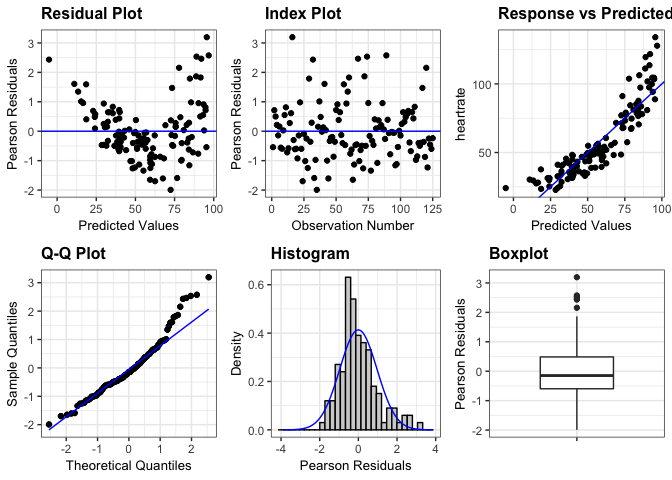 Residual Plot
Pearson Residuals
3
2
1
0
-1
-2
0 25 50 75 100
Predicted Values
Index Plot
Pearson Residuals
3
2
1
0
-1
-2
0 25 50 75 100 125
Observation Number
Response vs Predicted
heartrate
100
50
0 25 50 75 100
Predicted Values
Q-Q Plot
Sample Quantiles
3
2
1
0
-1
-2
-2 -1 0 1 2
Theoretical Quantiles
Histogram
Density
0.6
0.4
0.2
0.0
-4 -2 0 2 4
Pearson Residuals
Boxplot
Pearson Residuals
3
2
1
0
-1
-2